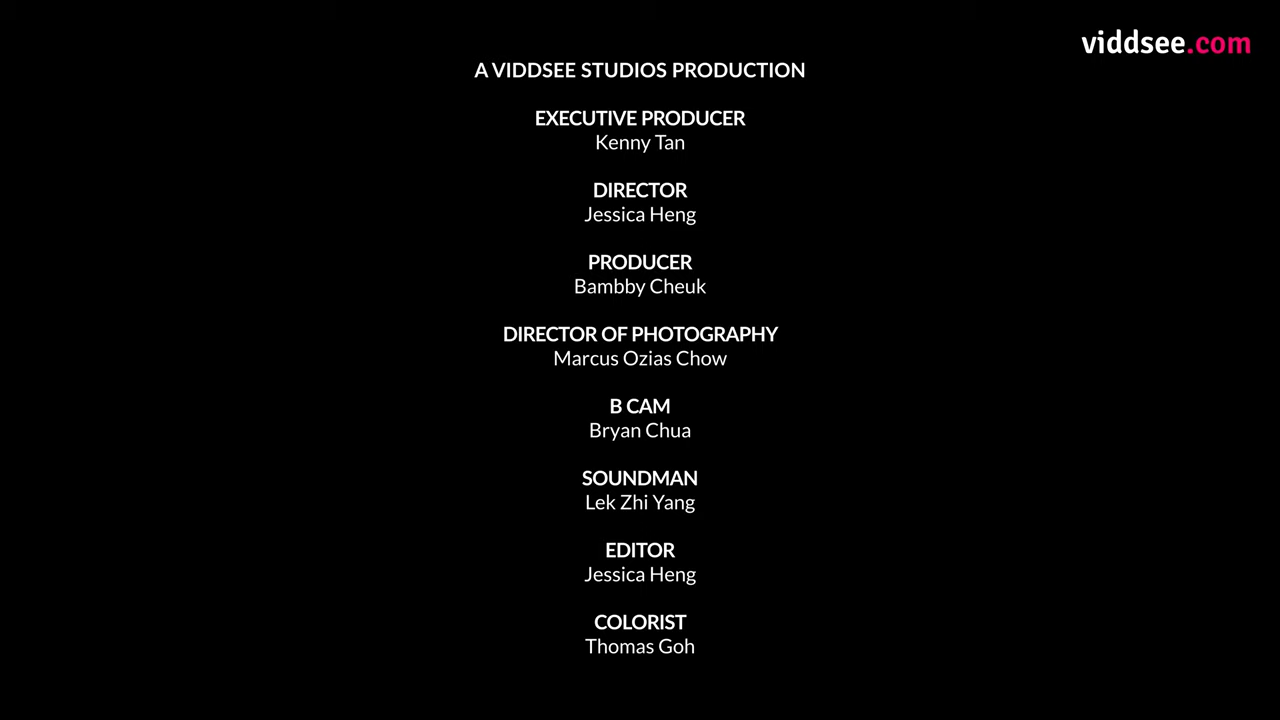 viddsee.com
A VIDDSEE STUDIOS PRODUCTION
EXECUTIVE PRODUCER
Kenny Tan
DIRECTOR
Jessica Heng
PRODUCER
Bambby Cheuk
DIRECTOR OF PHOTOGRAPHY
Marcus Ozias Chow
B CAM
Bryan Chua
SOUNDMAN
Lek Zhi Yang
EDITOR
Jessica Heng
COLORIST
Thomas Goh